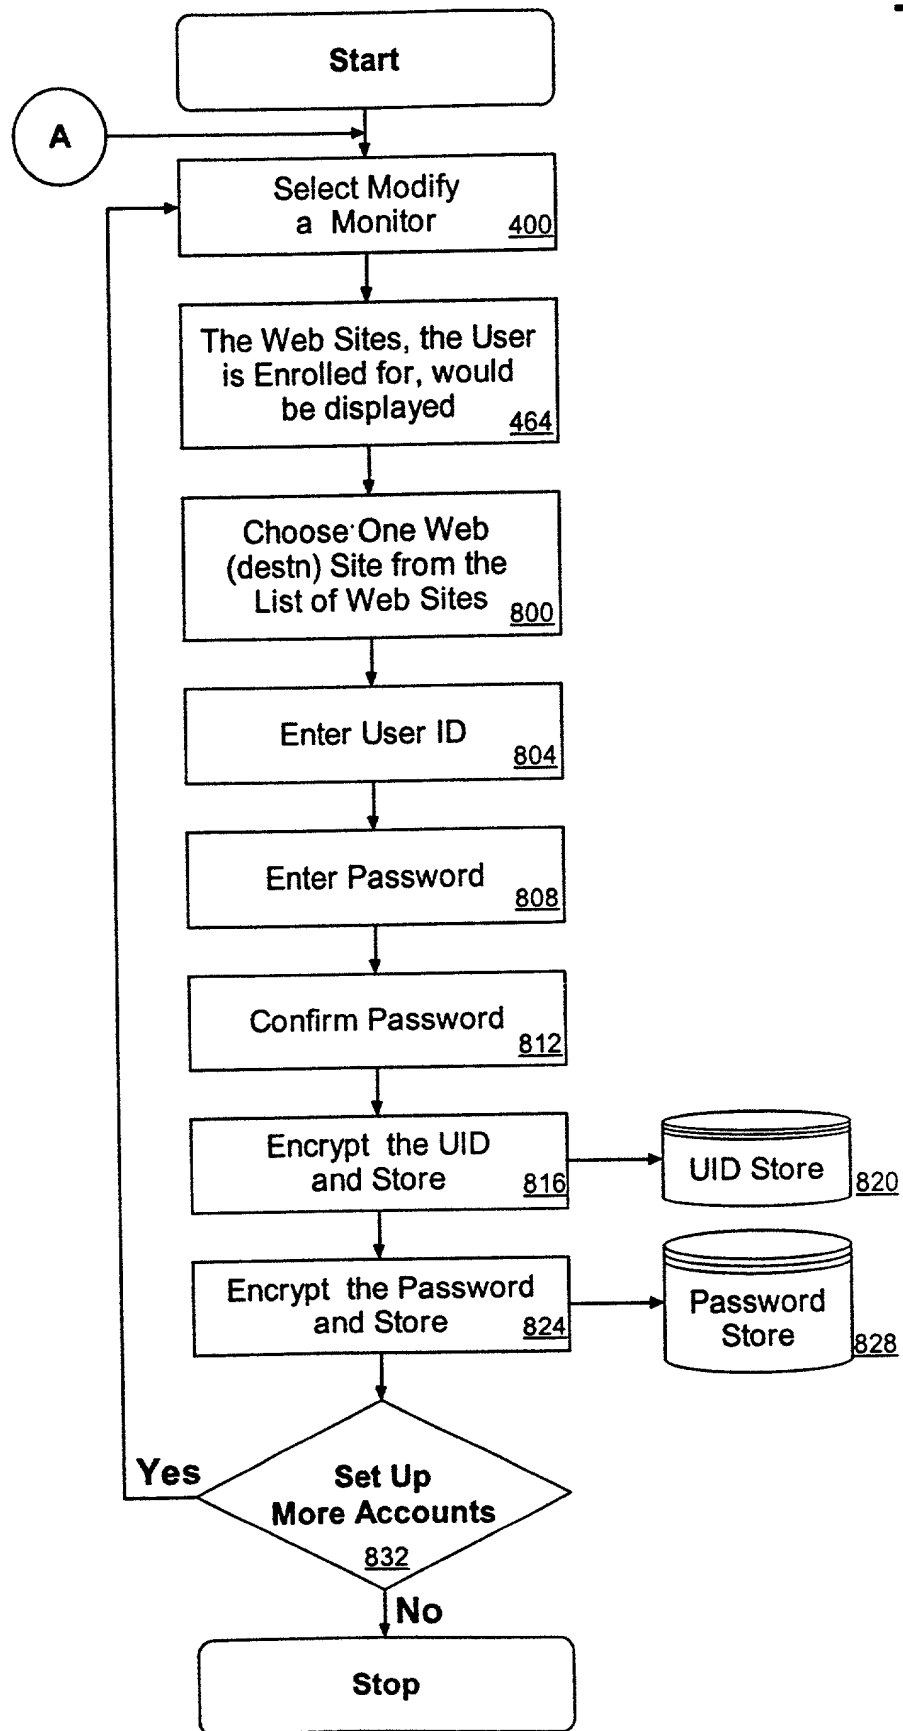 Start
A
Select Modify
a Monitor
400
The Web Sites, the User
is Enrolled for, would
be displayed
464
Choose One Web
(destn) Site from the
List of Web Sites
800
Enter User ID
804
Enter Password
808
Confirm Password
812
Encrypt the UID
and Store
816
UID Store
820
Encrypt the Password
and Store
824
Password
Store
828
Yes
Set Up
More Accounts
832
No
Stop